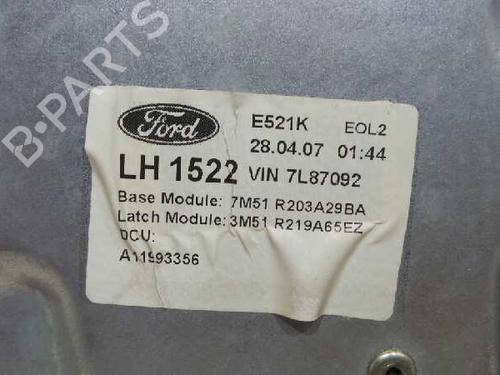 B-PARTS
Ford
E521K EOL2
28.04.07 01:44
LH 1522 VIN 7L87092
Base Module: 7M51 R203A29BA
Latch Module: 3M51 R219A65EZ
DCU:
A11993356